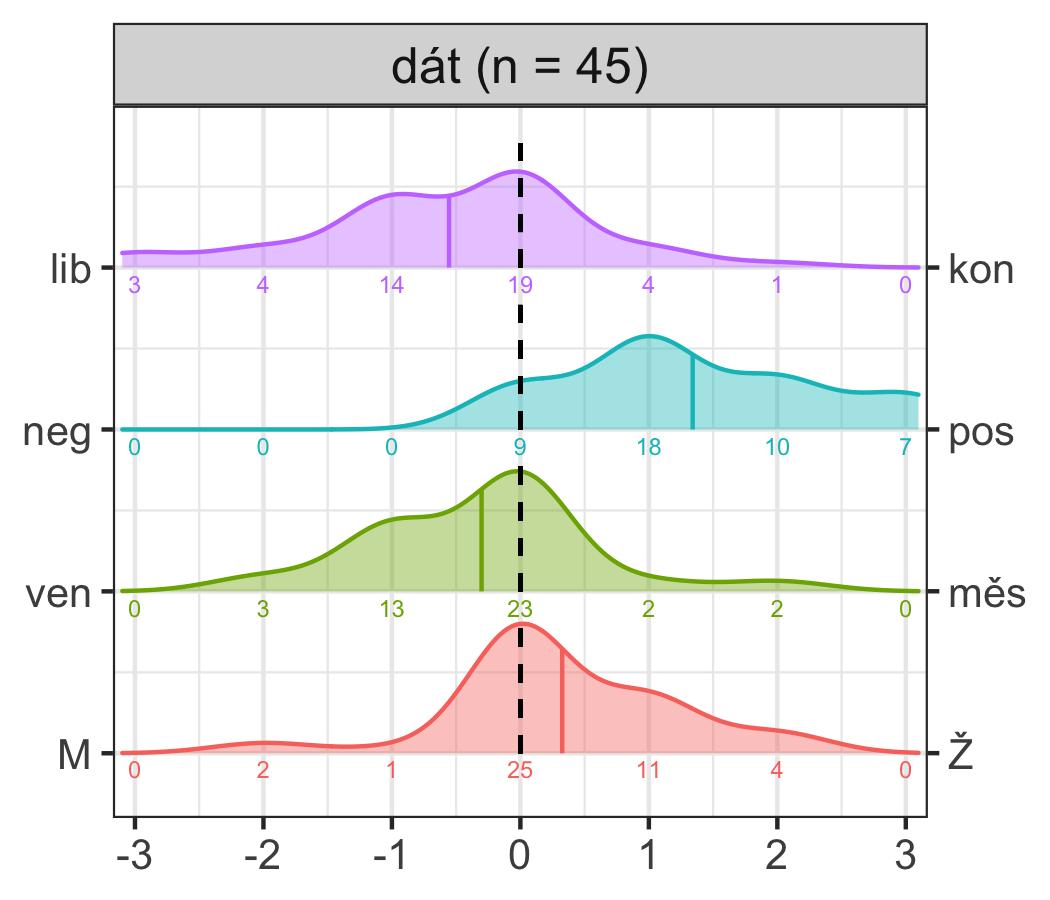 dát (n = 45)
lib kon
3 4 14 19 4 1 0
neg pos
0 0 0 9 18 10 7
ven měs
0 3 13 23 2 2 0
M Ž
0 2 1 25 11 4 0
-3 -2 -1 0 1 2 3